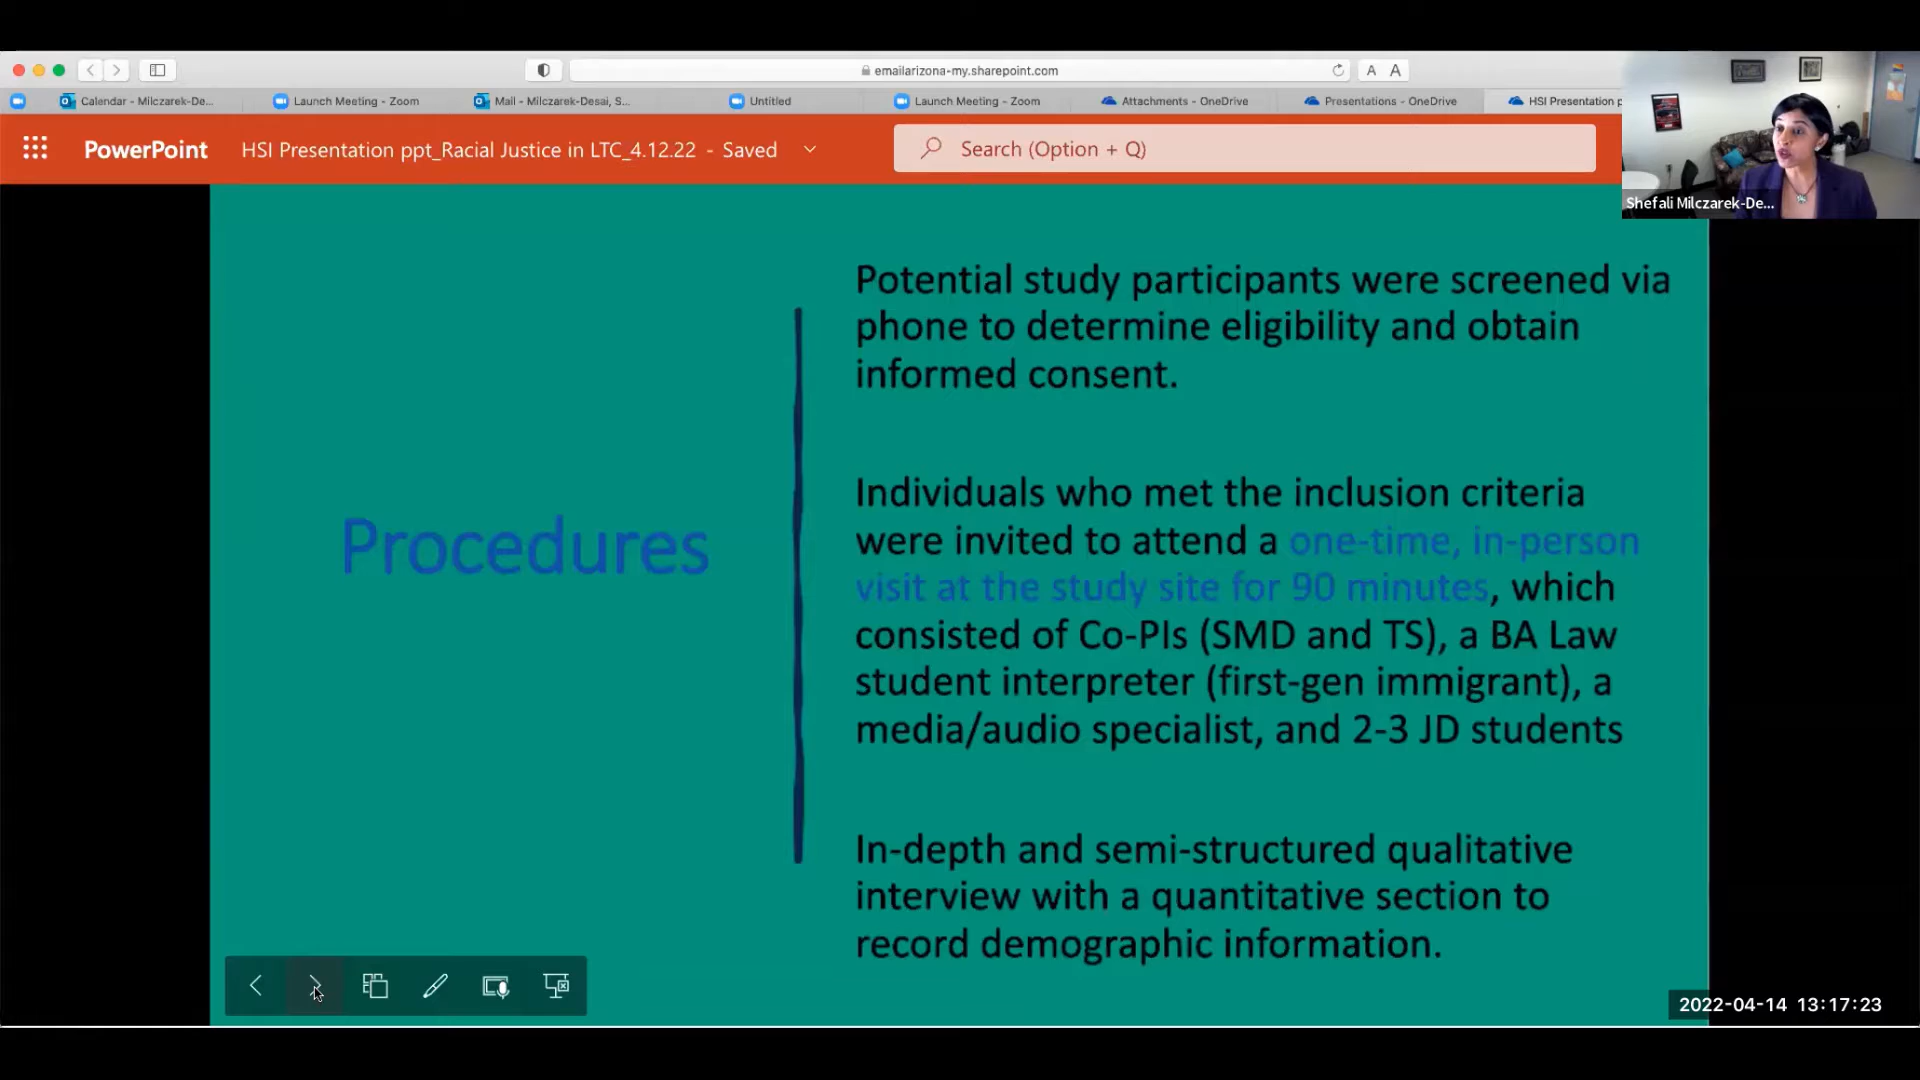 emailarizona-my.sharepoint.com
A A
Calendar - Milczarek-De...
Launch Meeting - Zoom
Mail - Milczarek-Desai, S...
Untitled
Launch Meeting - Zoom
Attachments - OneDrive
Presentations - OneDrive
HSI Presentation p
PowerPoint
HSI Presentation ppt_Racial Justice in LTC_4.12.22 - Saved
Search (Option + Q)
Shefali Milczarek-De...
Procedures
Potential study participants were screened via
phone to determine eligibility and obtain
informed consent.
Individuals who met the inclusion criteria
were invited to attend a one-time, in-person
visit at the study site for 90 minutes, which
consisted of Co-PIs (SMD and TS), a BA Law
student interpreter (first-gen immigrant), a
media/audio specialist, and 2-3 JD students
In-depth and semi-structured qualitative
interview with a quantitative section to
record demographic information.
2022-04-14 13:17:23